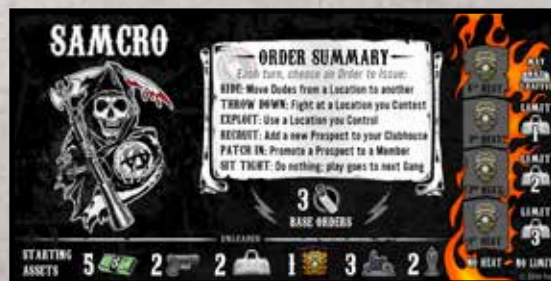 SAMCRO
ORDER SUMMARY
Each turn, choose an Order to Issue:
RIDE: Move Dudes from a Location to another
THROW DOWN: Fight at a Location you Contest
EXPLOIT: Use a Location you Control
RECRUIT: Add a new Prospect to your Clubhouse
PATCH IN: Promote a Prospect to a Member
SIT TIGHT: Do nothing; play goes to next Gang
3
BASE ORDERS
STARTING
ASSETS
5 2 2 1 3 2
MAY
LIMIT
1
LIMIT
2
LIMIT
3
NO HEAT - NO LIMIT